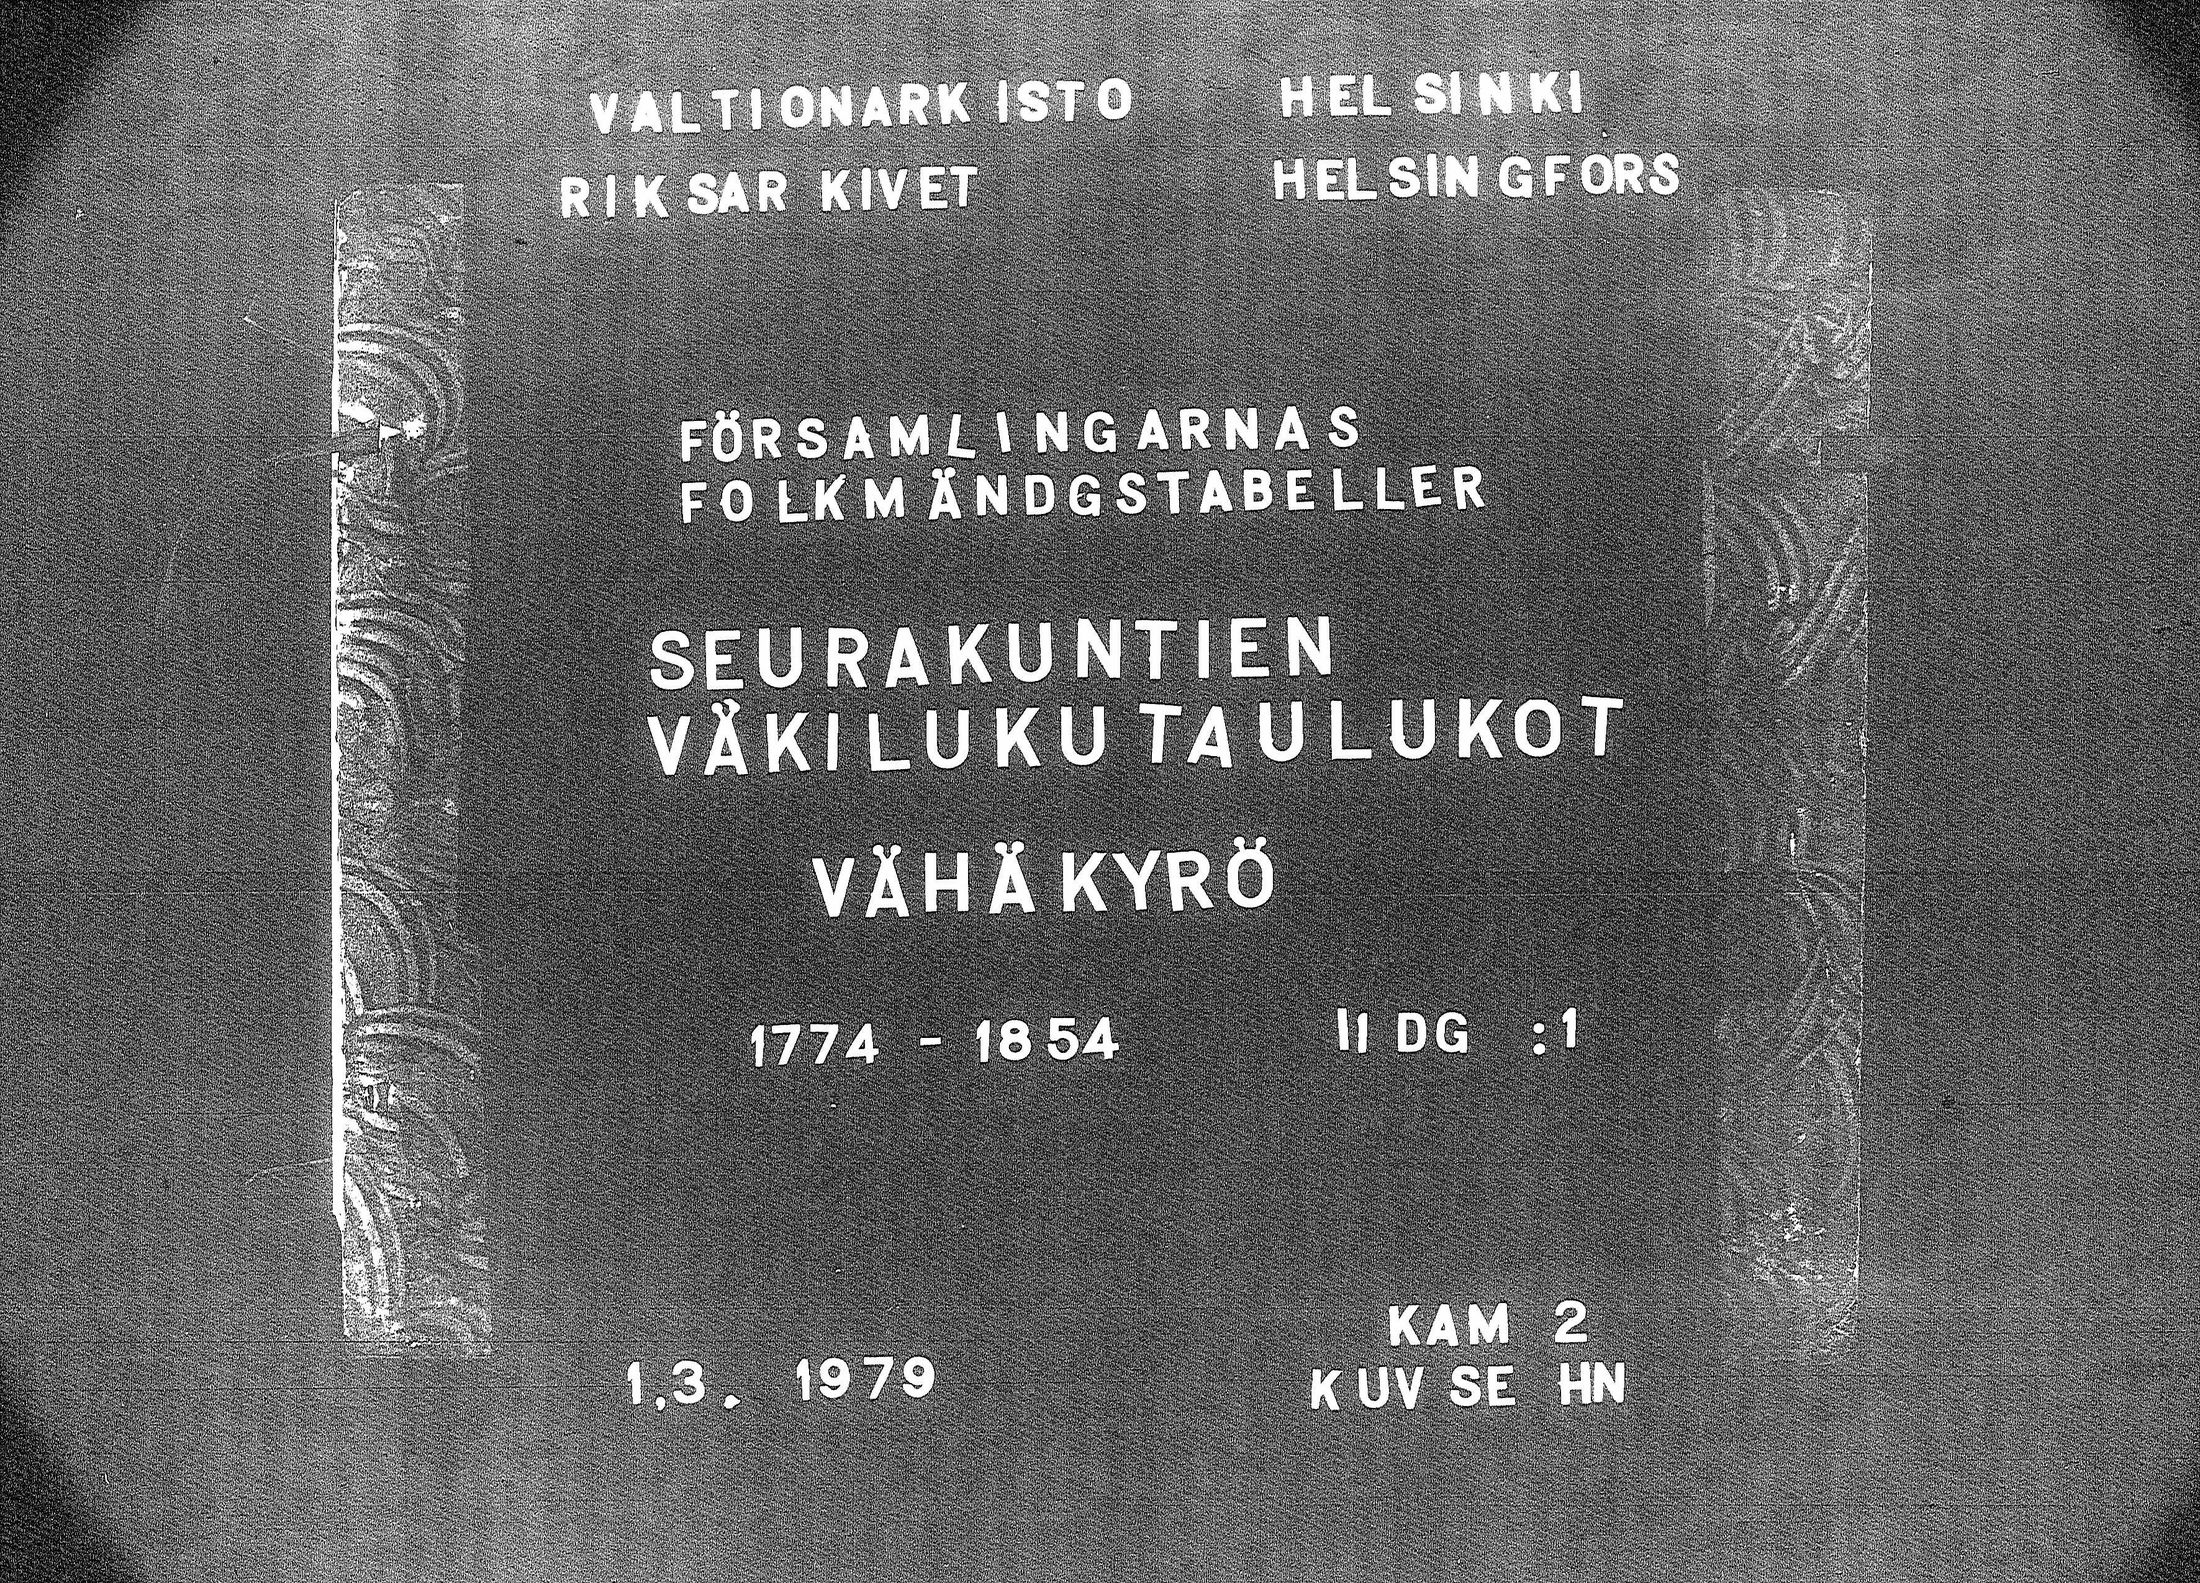 VALTIONARKISTO HELSINKI
RIKSARKIVET HELSINGFORS
FÖRSAMLINGARNAS
FOLKMÄNDGSTABELLER
SEURAKUNTIEN
VÄKILUKUTAULUKOT
VÄHÄKYRÖ
1774 - 1854 II DG :1
KAM 2
1,3. 1979 KUV SE HN